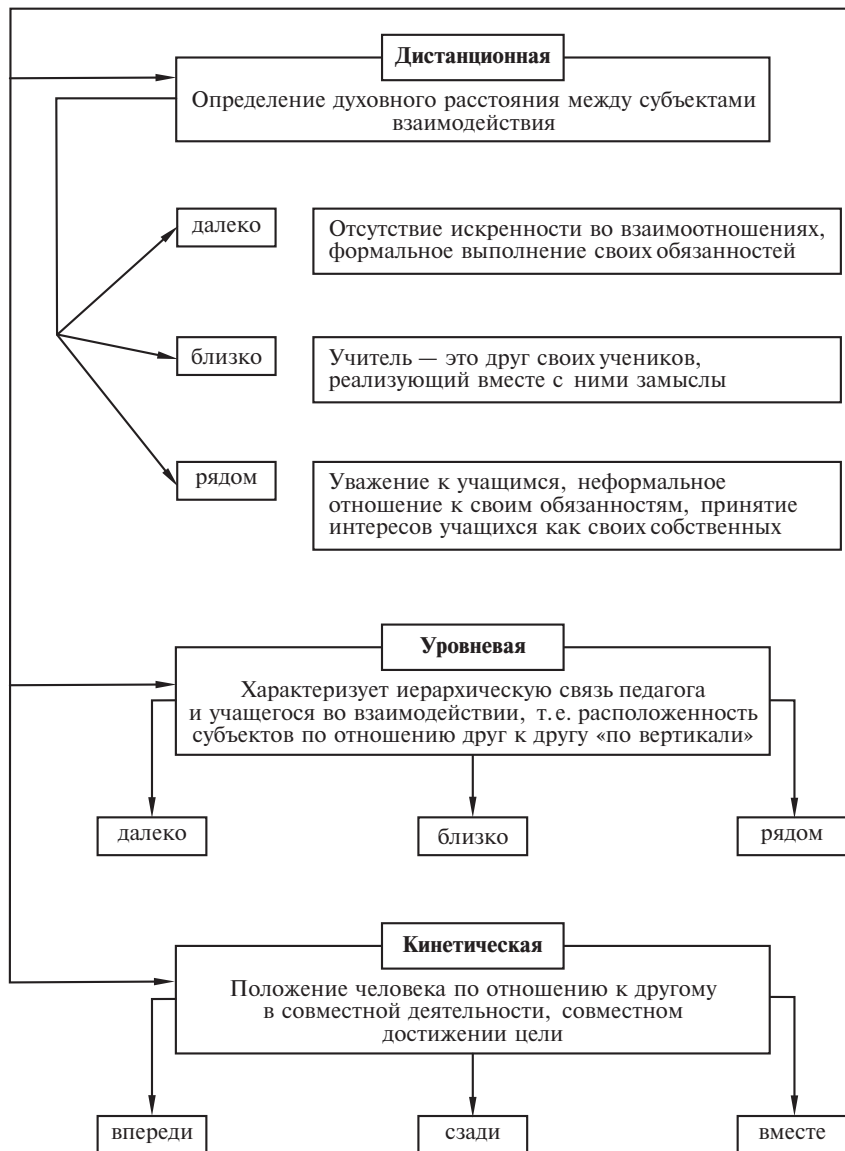 Дистанционная
Определение духовного расстояния между субъектами
взаимодействия
далеко
Отсутствие искренности во взаимоотношениях,
формальное выполнение своих обязанностей
близко
Учитель — это друг своих учеников,
реализующий вместе с ними замыслы
рядом
Уважение к учащимся, неформальное
отношение к своим обязанностям, принятие
интересов учащихся как своих собственных
Уровневая
Характеризует иерархическую связь педагога
и учащегося во взаимодействии, т.е. расположенность
субъектов по отношению друг к другу «по вертикали»
далеко
близко
рядом
Кинетическая
Положение человека по отношению к другому
в совместной деятельности, совместном
достижении цели
впереди
сзади
вместе